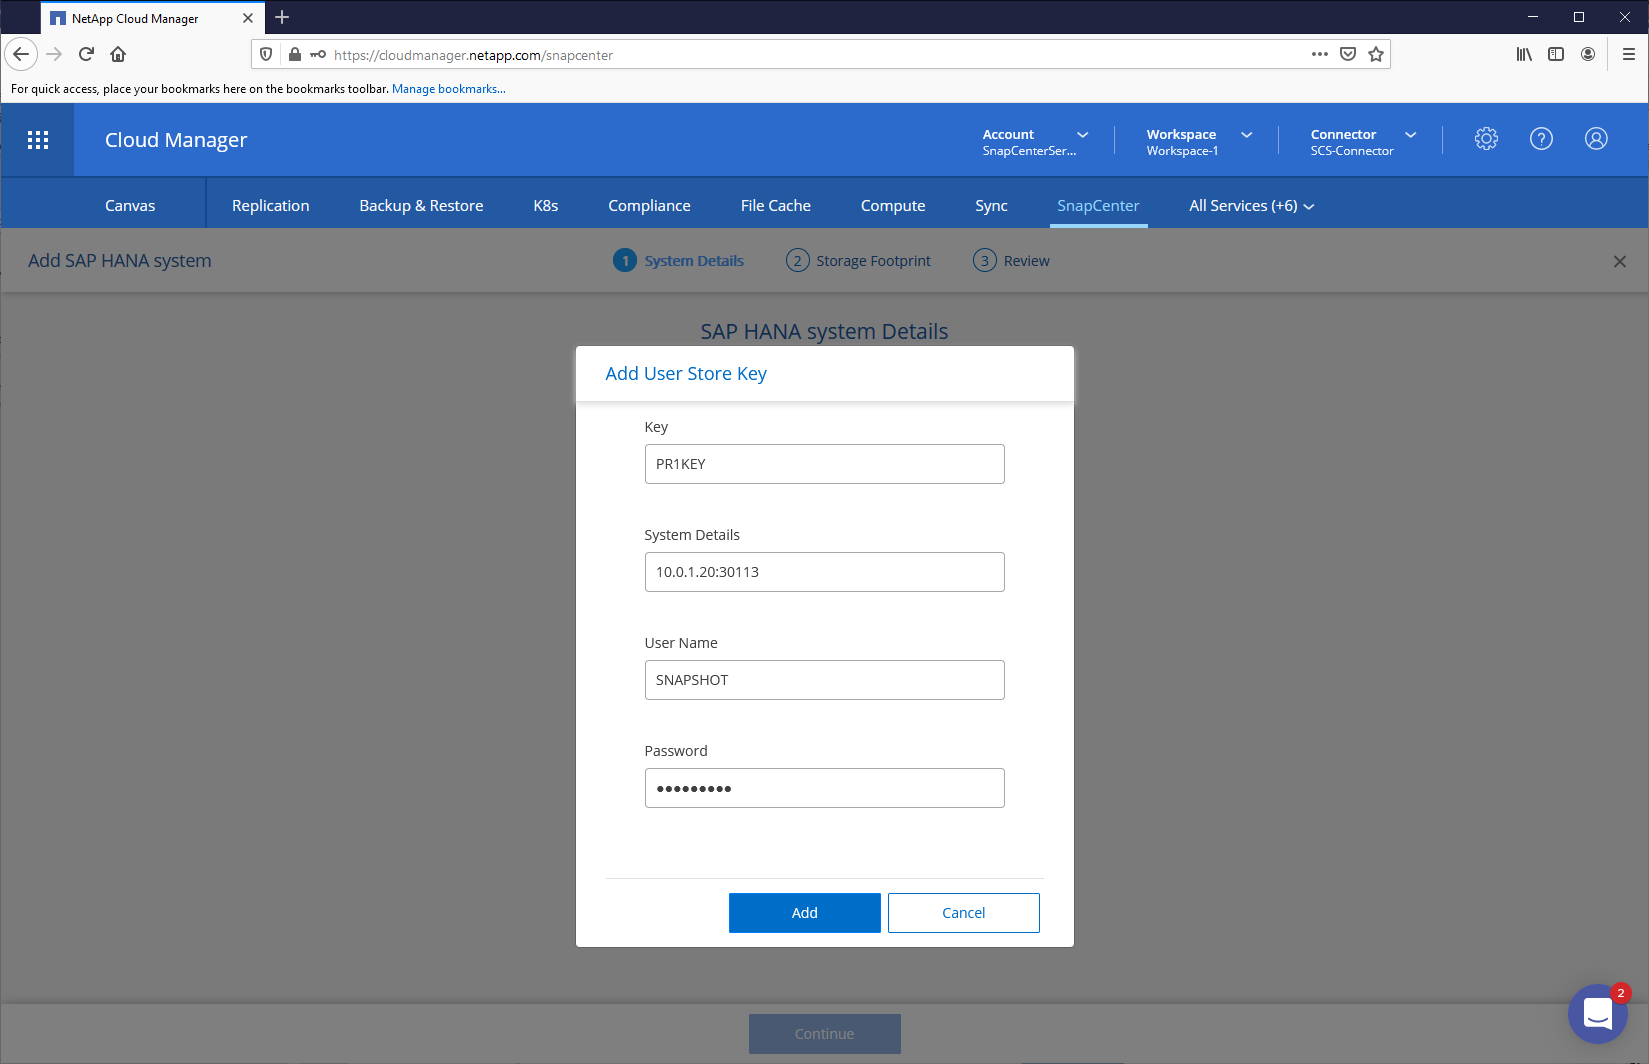 NetApp Cloud Manager
https://cloudmanager.netapp.com/snapcenter
For quick access, place your bookmarks here on the bookmarks toolbar. Manage bookmarks...
Cloud Manager
Account
SnapCenterSer...
Workspace
Workspace-1
Connector
SCS-Connector
?
Canvas
Replication
Backup & Restore
K8s
Compliance
File Cache
Compute
Sync
SnapCenter
All Services (+6)
Add SAP HANA system
1 System Details
2 Storage Footprint
3 Review
SAP HANA system Details
Add User Store Key
Key
PR1KEY
System Details
10.0.1.20:30113
User Name
SNAPSHOT
Password
•••••••••
Add
Cancel
Continue
2